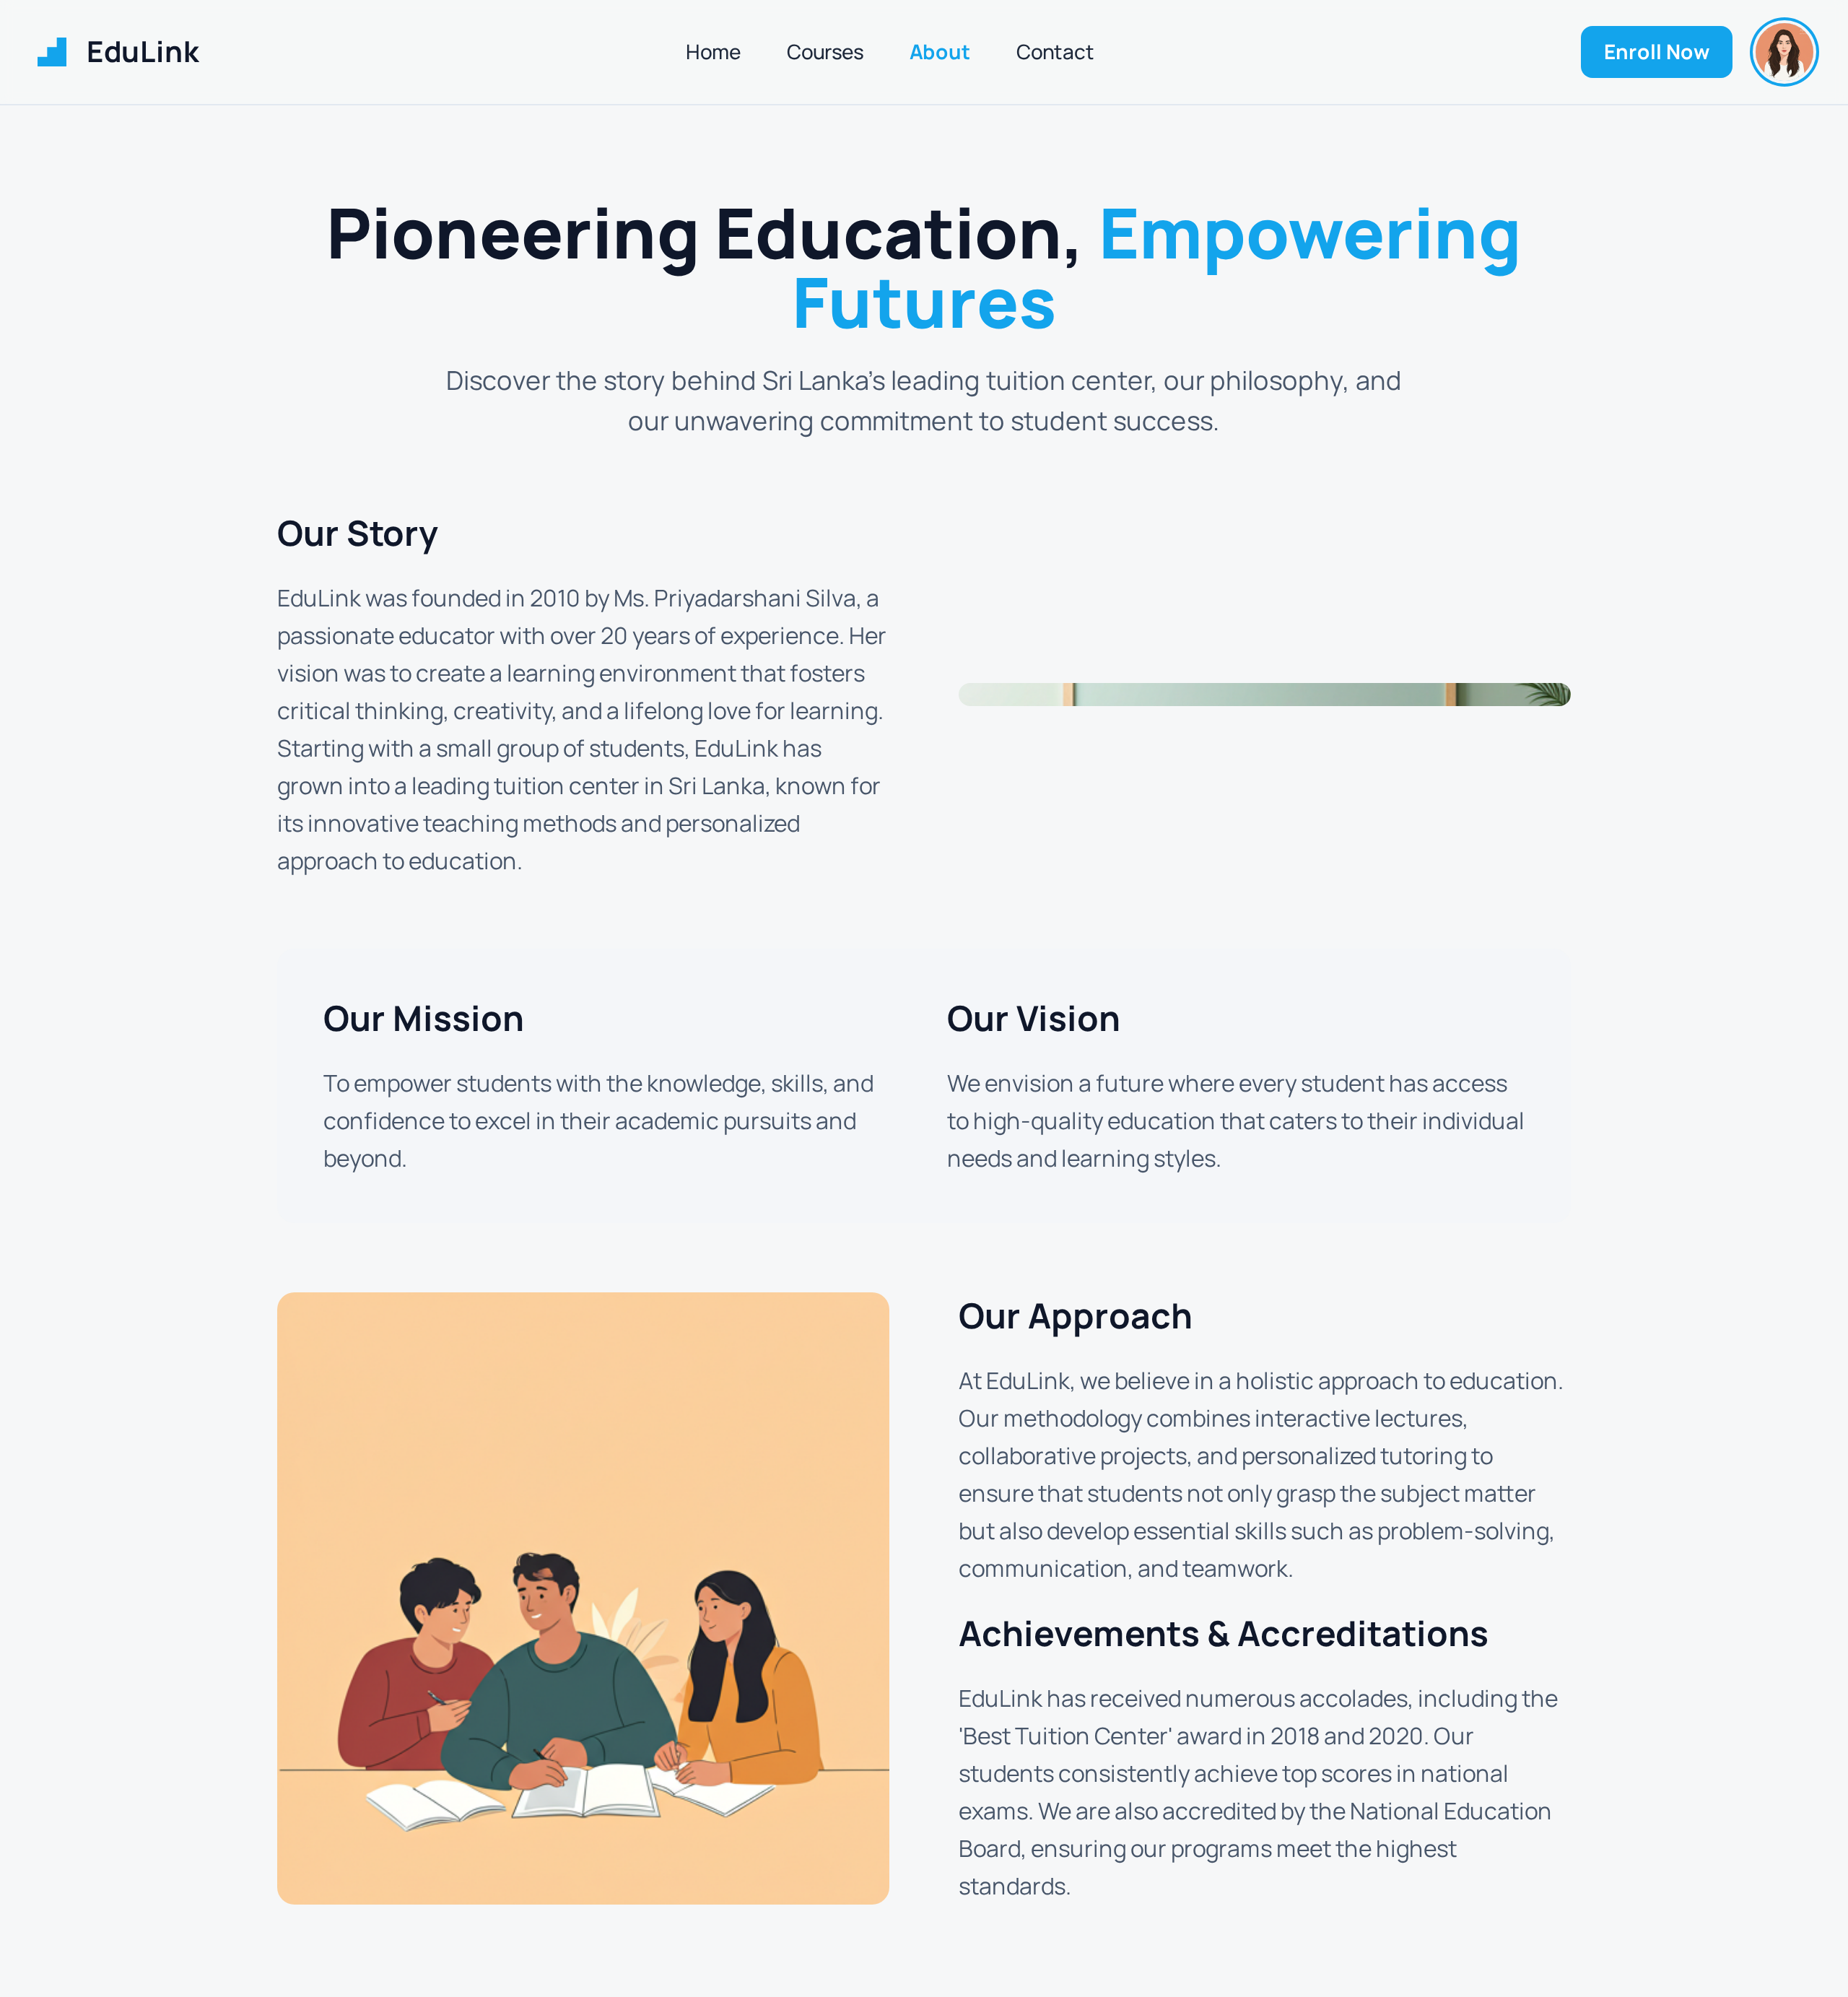 EduLink
Home
Courses
About
Contact
Enroll Now
Pioneering Education, Empowering
Futures
Discover the story behind Sri Lanka's leading tuition center, our philosophy, and
our unwavering commitment to student success.
Our Story
EduLink was founded in 2010 by Ms. Priyadarshani Silva, a
passionate educator with over 20 years of experience. Her
vision was to create a learning environment that fosters
critical thinking, creativity, and a lifelong love for learning.
Starting with a small group of students, EduLink has
grown into a leading tuition center in Sri Lanka, known for
its innovative teaching methods and personalized
approach to education.
Our Mission
To empower students with the knowledge, skills, and
confidence to excel in their academic pursuits and
beyond.
Our Vision
We envision a future where every student has access
to high-quality education that caters to their individual
needs and learning styles.
Our Approach
At EduLink, we believe in a holistic approach to education.
Our methodology combines interactive lectures,
collaborative projects, and personalized tutoring to
ensure that students not only grasp the subject matter
but also develop essential skills such as problem-solving,
communication, and teamwork.
Achievements & Accreditations
EduLink has received numerous accolades, including the
'Best Tuition Center' award in 2018 and 2020. Our
students consistently achieve top scores in national
exams. We are also accredited by the National Education
Board, ensuring our programs meet the highest
standards.